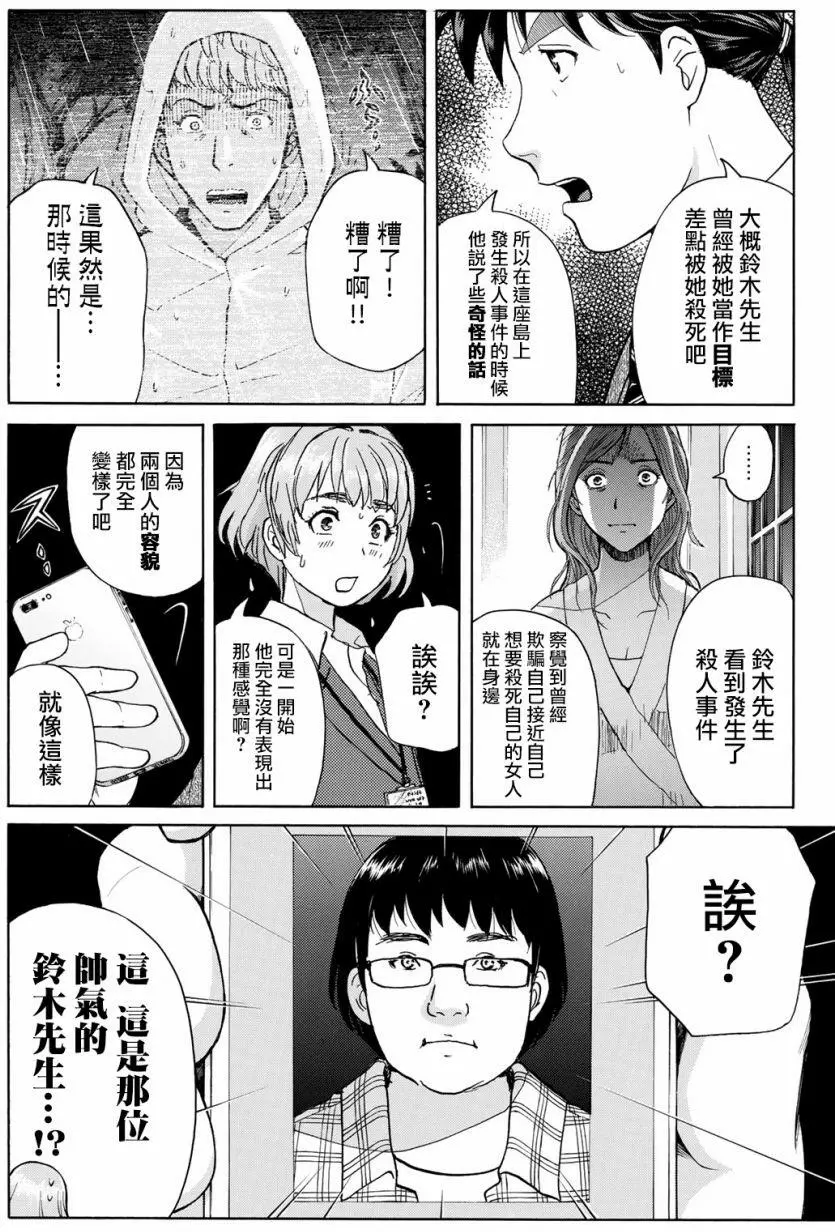 大概鈴木先生
曾經被她當作目標
差點被她殺死吧
所以在這座島上
發生殺人事件的時候
他説了些奇怪的話
糟了！
糟了啊!!
這果然是…
那時候的——…
……
鈴木先生
看到發生了
殺人事件
察覺到曾經
欺騙自己接近自己
想要殺死自己的女人
就在身邊
誒誒？
可是一開始
他完全沒有表現出
那種感覺啊？
因為
兩個人的容貌
都完全
變樣了吧
ス
就像這樣
誒？
這 這是那位
帥氣的
鈴木先生…!?